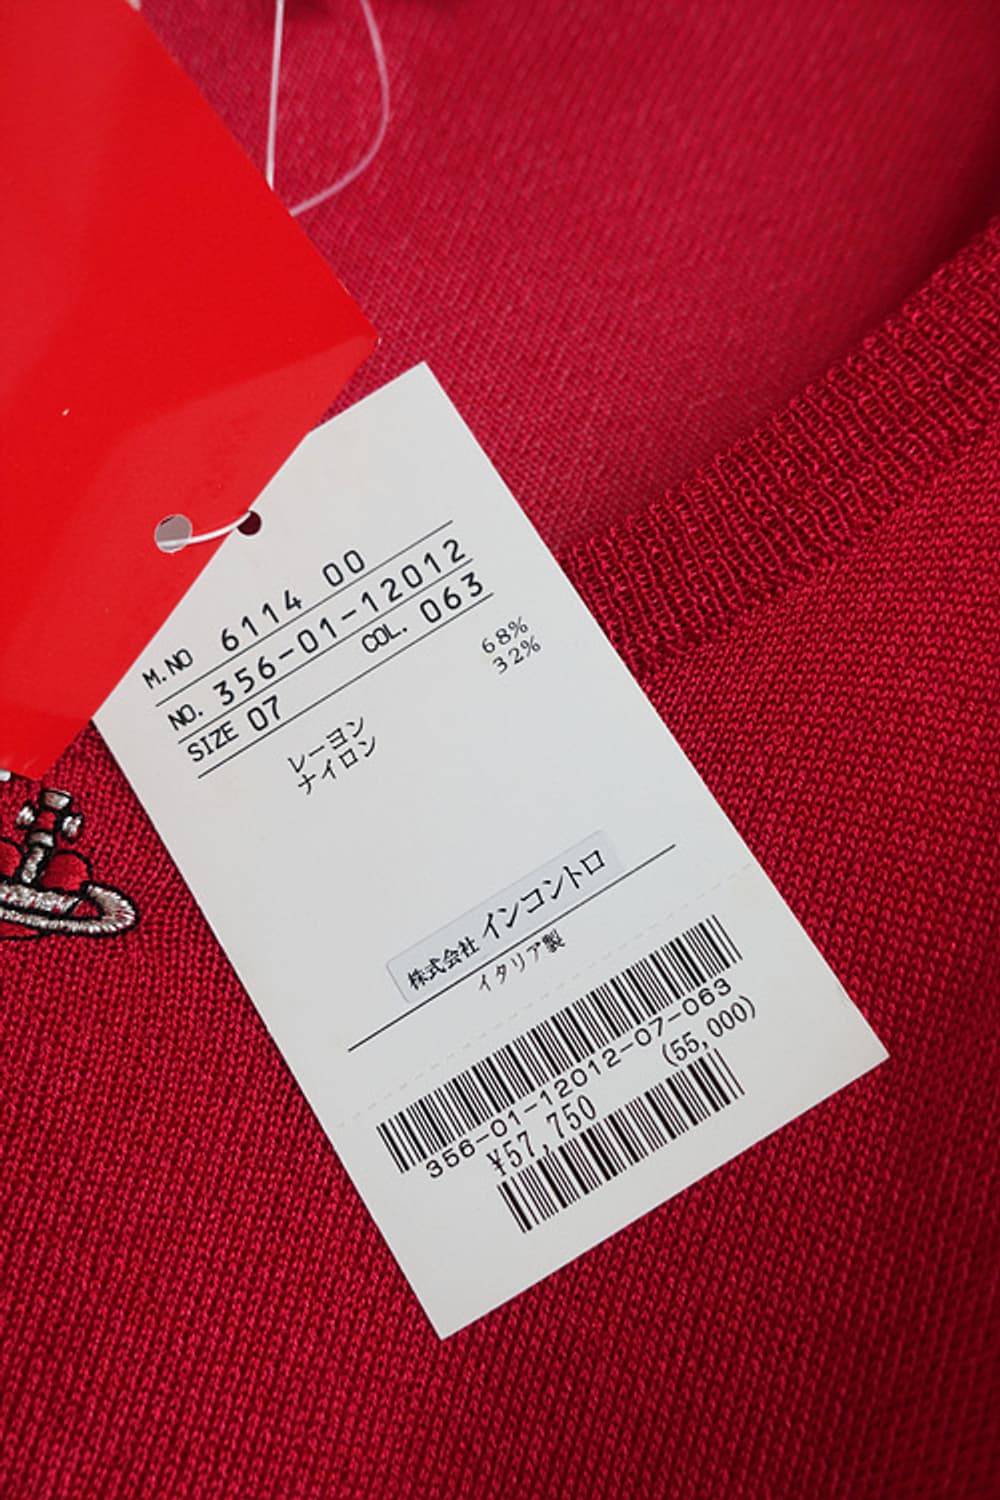 M.NO 6114 00
NO. 356-01-12012
SIZE 07 COL. 063
レーヨン 68%
ナイロン 32%
株式会社 インコントロ
イタリア製
356-01-12012-07-063
¥57,750 (55,000)